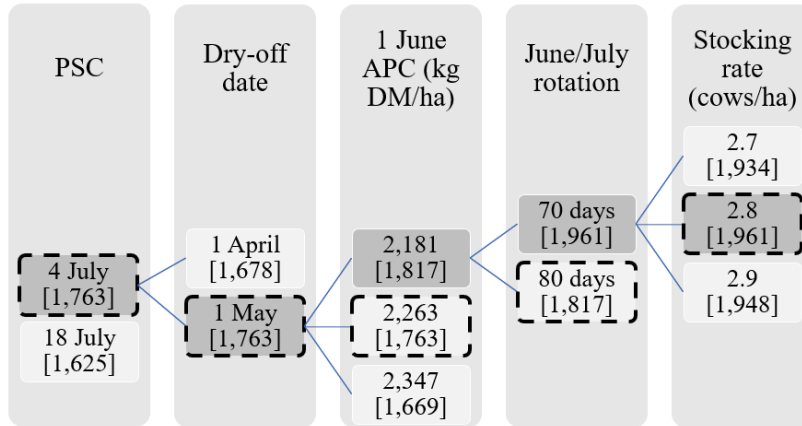 PSC
4 July
[1,763]
18 July
[1,625]
Dry-off
date
1 April
[1,678]
1 May
[1,763]
1 June
APC (kg
DM/ha)
2,181
[1,817]
2,263
[1,763]
2,347
[1,669]
June/July
rotation
70 days
[1,961]
80 days
[1,817]
Stocking
rate
(cows/ha)
2.7
[1,934]
2.8
[1,961]
2.9
[1,948]